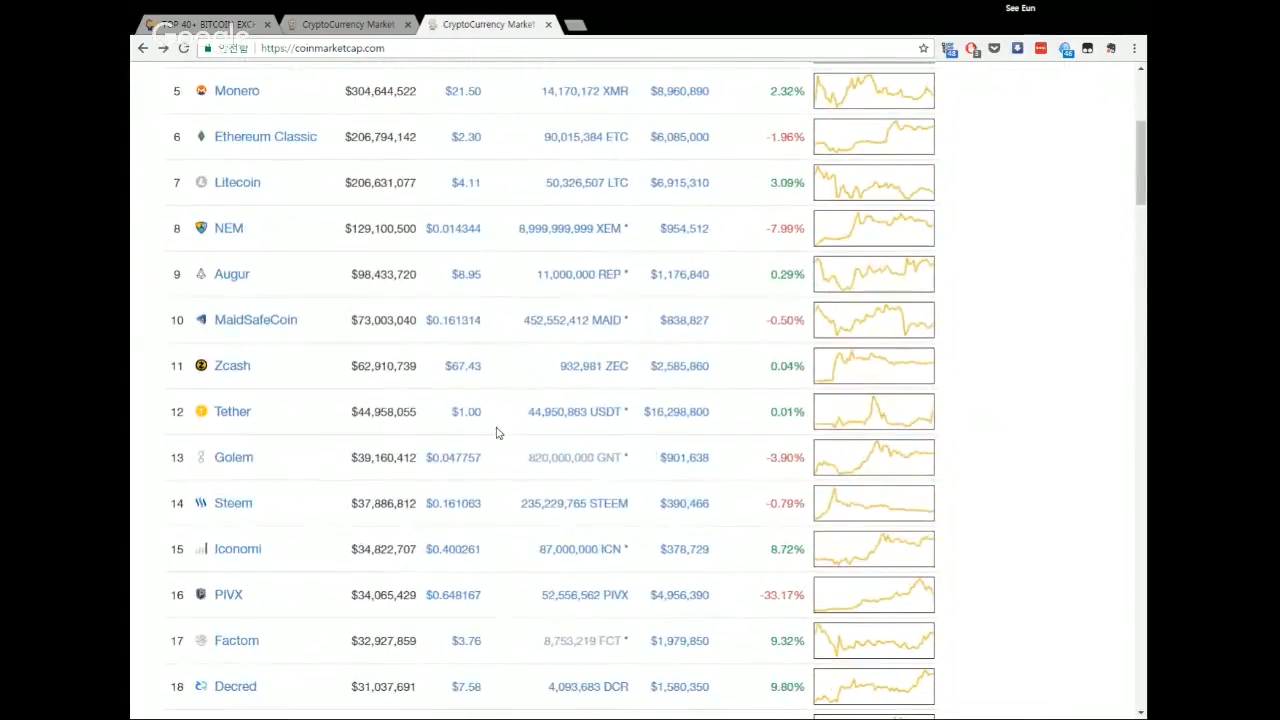 See Eun
TOP 40+ BITCOIN EXCH
CryptoCurrency Market
CryptoCurrency Market
Google
안전함
https://coinmarketcap.com
48
3
46
5 Monero $304,644,522 $21.50 14,170,172 XMR $8,960,890 2.32%
6 Ethereum Classic $206,794,142 $2.30 90,015,384 ETC $6,085,000 -1.96%
7 Litecoin $206,631,077 $4.11 50,326,507 LTC $6,915,310 3.09%
8 NEM $129,100,500 $0.014344 8,999,999,999 XEM * $954,512 -7.99%
9 Augur $98,433,720 $8.95 11,000,000 REP * $1,176,840 0.29%
10 MaidSafeCoin $73,003,040 $0.161314 452,552,412 MAID * $838,827 -0.50%
11 Zcash $62,910,739 $67.43 932,981 ZEC $2,585,860 0.04%
12 Tether $44,958,055 $1.00 44,950,863 USDT * $16,298,800 0.01%
13 Golem $39,160,412 $0.047757 820,000,000 GNT * $901,638 -3.90%
14 Steem $37,886,812 $0.161063 235,229,765 STEEM $390,466 -0.79%
15 Iconomi $34,822,707 $0.400261 87,000,000 ICN * $378,729 8.72%
16 PIVX $34,065,429 $0.648167 52,556,562 PIVX $4,956,390 -33.17%
17 Factom $32,927,859 $3.76 8,753,219 FCT * $1,979,850 9.32%
18 Decred $31,037,691 $7.58 4,093,683 DCR $1,580,350 9.80%